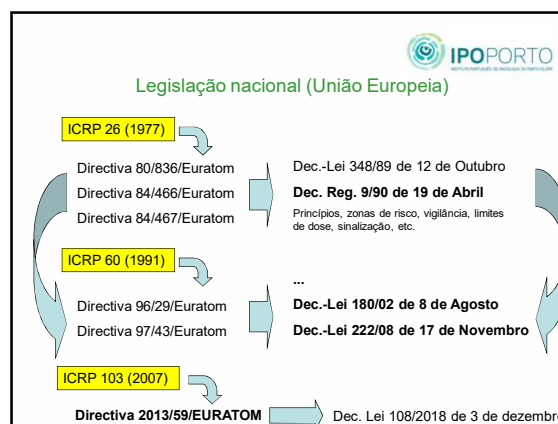 IPOPORTO
Legislação nacional (União Europeia)
ICRP 26 (1977)
Directiva 80/836/Euratom
Directiva 84/466/Euratom
Directiva 84/467/Euratom
Dec.-Lei 348/89 de 12 de Outubro
Dec. Reg. 9/90 de 19 de Abril
Princípios, zonas de risco, vigilância, limites
de dose, sinalização, etc.
ICRP 60 (1991)
Directiva 96/29/Euratom
Directiva 97/43/Euratom
...
Dec.-Lei 180/02 de 8 de Agosto
Dec.-Lei 222/08 de 17 de Novembro
ICRP 103 (2007)
Directiva 2013/59/EURATOM
Dec. Lei 108/2018 de 3 de dezembro